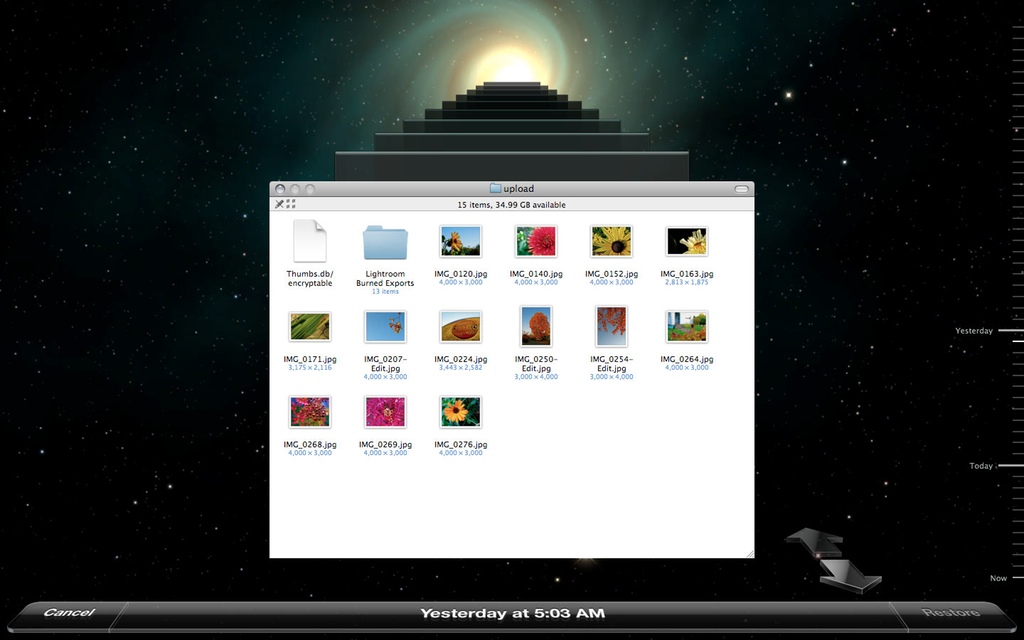 upload
15 items, 34.99 GB available
Thumbs.db/
encryptable
Lightroom
Burned Exports
13 items
IMG_0120.jpg
4,000 × 3,000
IMG_0140.jpg
4,000 × 3,000
IMG_0152.jpg
4,000 × 3,000
IMG_0163.jpg
2,813 × 1,875
IMG_0171.jpg
3,175 × 2,116
IMG_0207-
Edit.jpg
4,000 × 3,000
IMG_0224.jpg
3,443 × 2,582
IMG_0250-
Edit.jpg
3,000 × 4,000
IMG_0254-
Edit.jpg
3,000 × 4,000
IMG_0264.jpg
4,000 × 3,000
IMG_0268.jpg
4,000 × 3,000
IMG_0269.jpg
4,000 × 3,000
IMG_0276.jpg
4,000 × 3,000
Yesterday
Today
Now
Cancel
Yesterday at 5:03 AM
Restore